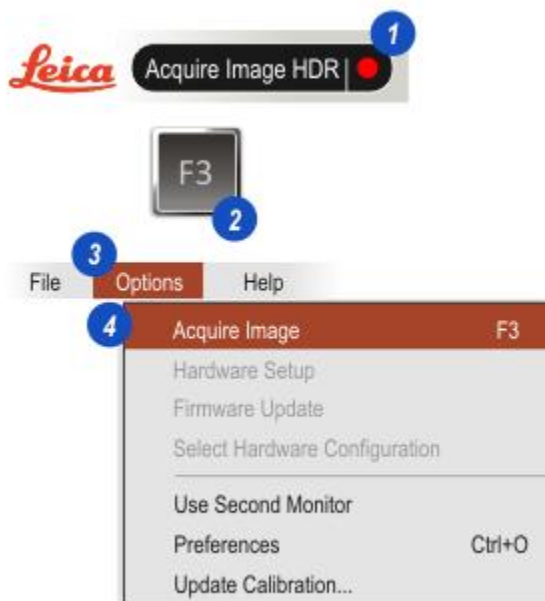 1
Leica Acquire Image HDR |
F3
2
3
File Options Help
4
Acquire Image F3
Hardware Setup
Firmware Update
Select Hardware Configuration
Use Second Monitor
Preferences Ctrl+O
Update Calibration...